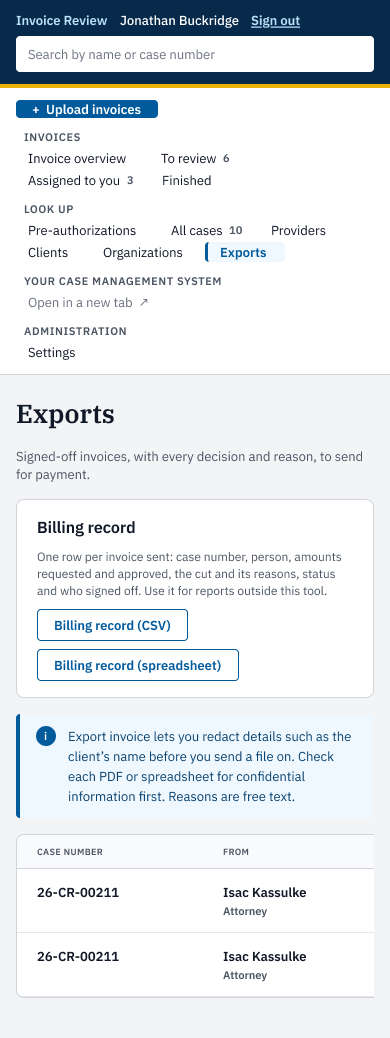 Invoice Review Jonathan Buckridge Sign out
Search by name or case number
+ Upload invoices
INVOICES
Invoice overview To review 6
Assigned to you 3 Finished
LOOK UP
Pre-authorizations All cases 10 Providers
Clients Organizations Exports
YOUR CASE MANAGEMENT SYSTEM
Open in a new tab ↗
ADMINISTRATION
Settings
Exports
Signed-off invoices, with every decision and reason, to send
for payment.
Billing record
One row per invoice sent: case number, person, amounts
requested and approved, the cut and its reasons, status
and who signed off. Use it for reports outside this tool.
Billing record (CSV)
Billing record (spreadsheet)
i Export invoice lets you redact details such as the
client’s name before you send a file on. Check
each PDF or spreadsheet for confidential
information first. Reasons are free text.
CASE NUMBER FROM
26-CR-00211 Isac Kassulke
Attorney
26-CR-00211 Isac Kassulke
Attorney